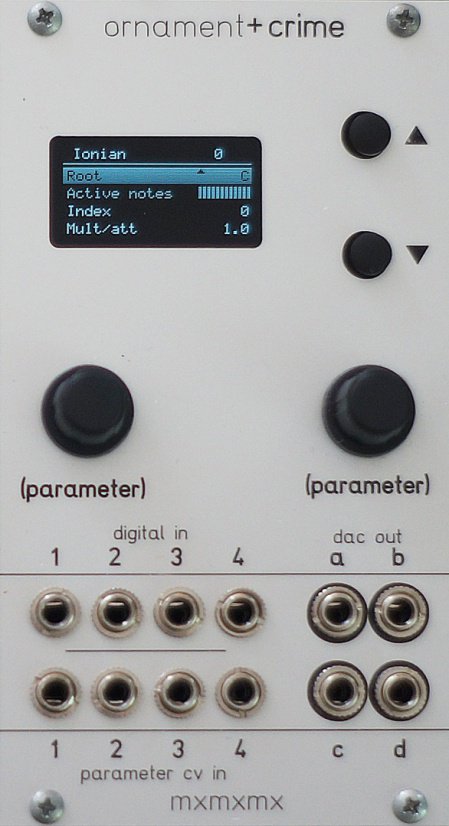 ornament+crime
Ionian 0
Root C
Active notes
Index 0
Mult/att 1.0
(parameter) (parameter)
digital in dac out
1 2 3 4 a b
1 2 3 4 c d
parameter cv in
mxmxmx